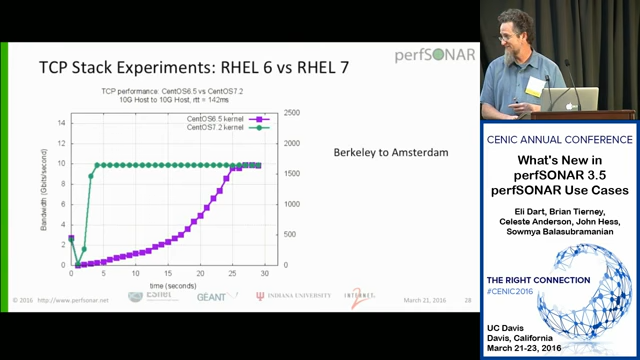 perfSONAR
TCP Stack Experiments: RHEL 6 vs RHEL 7
TCP performance: CentOS6.5 vs CentOS7.2
10G Host to 10G Host, rtt = 142ms
CentOS6.5 kernel
CentOS7.2 kernel
Bandwidth (Gbits/second)
14
12
10
8
6
4
2
0
2500
2000
1500
1000
500
0
0
5
10
15
20
25
30
time (seconds)
Berkeley to Amsterdam
© 2016 http://www.perfsonar.net
ESnet
GÉANT
INDIANA UNIVERSITY
INTERNET2
March 21, 2016
28
CENIC ANNUAL CONFERENCE
What's New in
perfSONAR 3.5
perfSONAR Use Cases
Eli Dart, Brian Tierney,
Celeste Anderson, John Hess,
Sowmya Balasubramanian
THE RIGHT CONNECTION
#CENIC2016
UC Davis
Davis, California
March 21-23, 2016